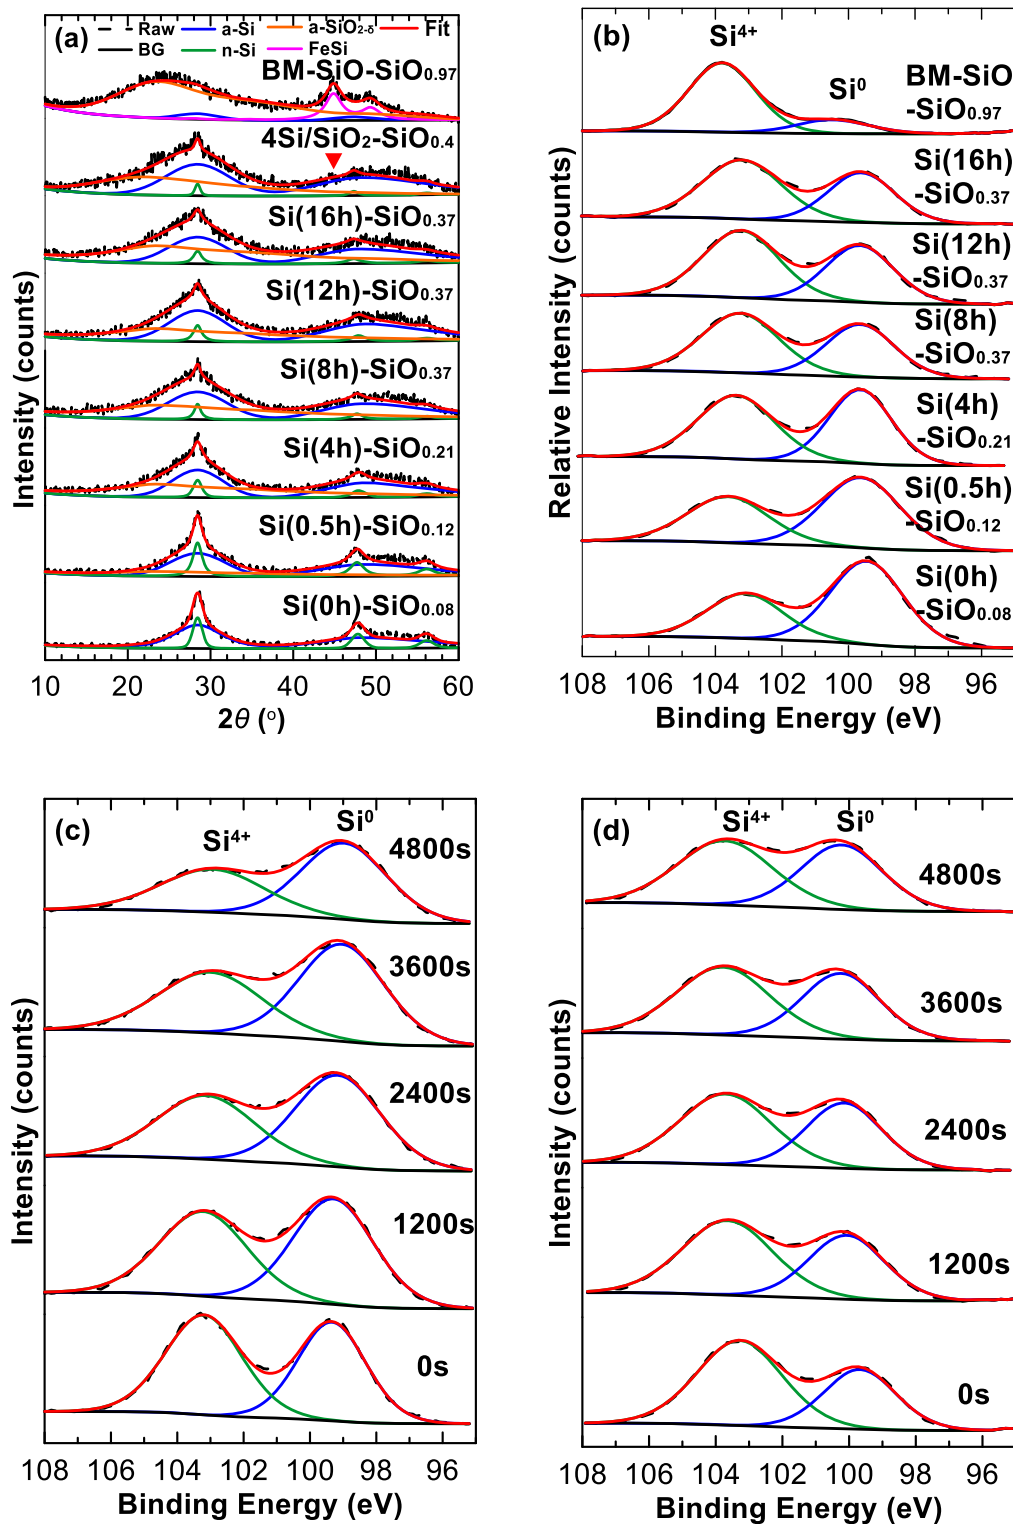 (a)
Raw a-Si a-SiO2-δ Fit
BG n-Si FeSi
BM-SiO-SiO0.97
4Si/SiO2-SiO0.4
Si(16h)-SiO0.37
Si(12h)-SiO0.37
Si(8h)-SiO0.37
Si(4h)-SiO0.21
Si(0.5h)-SiO0.12
Si(0h)-SiO0.08
Intensity (counts)
10 20 30 40 50 60
2θ (o)
(b)
Si4+
Si0
BM-SiO
-SiO0.97
Si(16h)
-SiO0.37
Si(12h)
-SiO0.37
Si(8h)
-SiO0.37
Si(4h)
-SiO0.21
Si(0.5h)
-SiO0.12
Si(0h)
-SiO0.08
Relative Intensity (counts)
108 106 104 102 100 98 96
Binding Energy (eV)
(c)
Si4+
Si0
4800s
3600s
2400s
1200s
0s
Intensity (counts)
108 106 104 102 100 98 96
Binding Energy (eV)
(d)
Si4+
Si0
4800s
3600s
2400s
1200s
0s
Intensity (counts)
108 106 104 102 100 98 96
Binding Energy (eV)